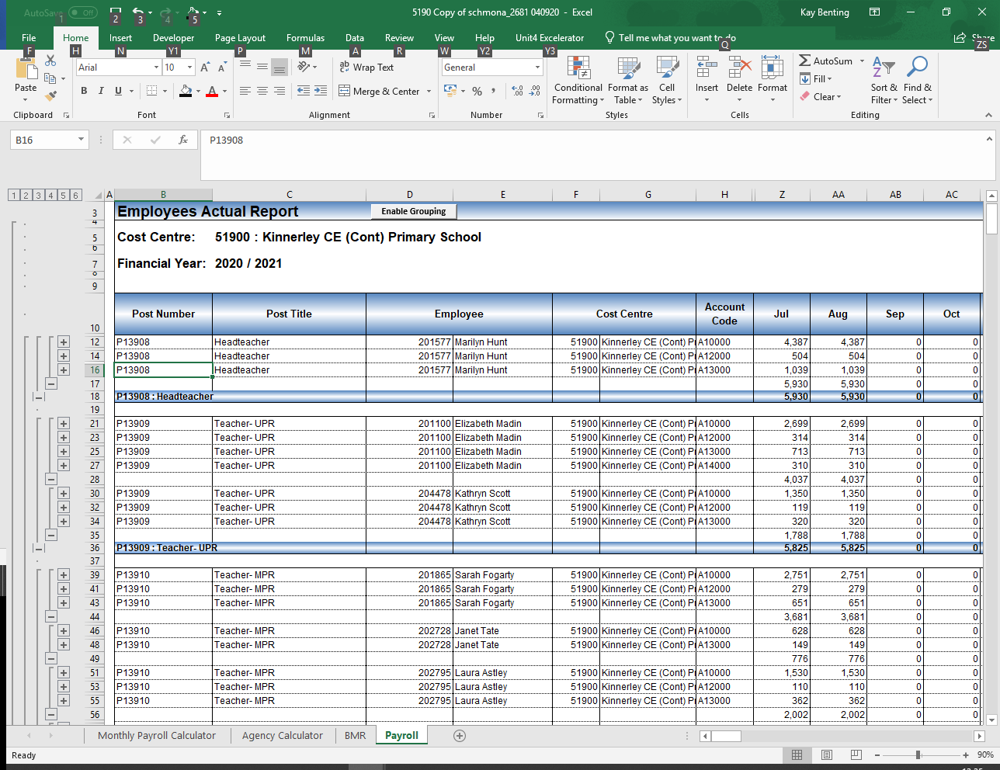 AutoSave Off 5190 Copy of schmona_2681 040920 - Excel Kay Benting
1 2 3 4 5
File Home Insert Developer Page Layout Formulas Data Review View Help Unit4 Excelerator Tell me what you want to do Share
F H N Y1 P M A R W Y2 Y3 Q ZS
Arial 10 Wrap Text General AutoSum
Paste Conditional Format as Cell Insert Delete Format Fill Sort & Find &
B I U Merge & Center % , Formatting Table Styles Clear Filter Select
Clipboard Font Alignment Number Styles Cells Editing
B16 fx P13908
1 2 3 4 5 6 A B C D E F G H Z AA AB AC
3 Employees Actual Report Enable Grouping
4
5 Cost Centre: 51900 : Kinnerley CE (Cont) Primary School
6
7 Financial Year: 2020 / 2021
8
9
10 Post Number Post Title Employee Cost Centre Account Code Jul Aug Sep Oct
12 P13908 Headteacher 201577 Marilyn Hunt 51900 Kinnerley CE (Cont) Pr A10000 4,387 4,387 0 0
14 P13908 Headteacher 201577 Marilyn Hunt 51900 Kinnerley CE (Cont) Pr A12000 504 504 0 0
16 P13908 Headteacher 201577 Marilyn Hunt 51900 Kinnerley CE (Cont) Pr A13000 1,039 1,039 0 0
17 5,930 5,930 0 0
18 P13908 : Headteacher 5,930 5,930 0 0
19
21 P13909 Teacher- UPR 201100 Elizabeth Madin 51900 Kinnerley CE (Cont) Pr A10000 2,699 2,699 0 0
23 P13909 Teacher- UPR 201100 Elizabeth Madin 51900 Kinnerley CE (Cont) Pr A12000 314 314 0 0
25 P13909 Teacher- UPR 201100 Elizabeth Madin 51900 Kinnerley CE (Cont) Pr A13000 713 713 0 0
27 P13909 Teacher- UPR 201100 Elizabeth Madin 51900 Kinnerley CE (Cont) Pr A14000 310 310 0 0
28 4,037 4,037 0 0
30 P13909 Teacher- UPR 204478 Kathryn Scott 51900 Kinnerley CE (Cont) Pr A10000 1,350 1,350 0 0
32 P13909 Teacher- UPR 204478 Kathryn Scott 51900 Kinnerley CE (Cont) Pr A12000 119 119 0 0
34 P13909 Teacher- UPR 204478 Kathryn Scott 51900 Kinnerley CE (Cont) Pr A13000 320 320 0 0
35 1,788 1,788 0 0
36 P13909 : Teacher- UPR 5,825 5,825 0 0
37
39 P13910 Teacher- MPR 201865 Sarah Fogarty 51900 Kinnerley CE (Cont) Pr A10000 2,751 2,751 0 0
41 P13910 Teacher- MPR 201865 Sarah Fogarty 51900 Kinnerley CE (Cont) Pr A12000 279 279 0 0
43 P13910 Teacher- MPR 201865 Sarah Fogarty 51900 Kinnerley CE (Cont) Pr A13000 651 651 0 0
44 3,681 3,681 0 0
46 P13910 Teacher- MPR 202728 Janet Tate 51900 Kinnerley CE (Cont) Pr A10000 628 628 0 0
48 P13910 Teacher- MPR 202728 Janet Tate 51900 Kinnerley CE (Cont) Pr A13000 149 149 0 0
49 776 776 0 0
51 P13910 Teacher- MPR 202795 Laura Astley 51900 Kinnerley CE (Cont) Pr A10000 1,530 1,530 0 0
53 P13910 Teacher- MPR 202795 Laura Astley 51900 Kinnerley CE (Cont) Pr A12000 110 110 0 0
55 P13910 Teacher- MPR 202795 Laura Astley 51900 Kinnerley CE (Cont) Pr A13000 362 362 0 0
56 2,002 2,002 0 0
Monthly Payroll Calculator Agency Calculator BMR Payroll
Ready 90%